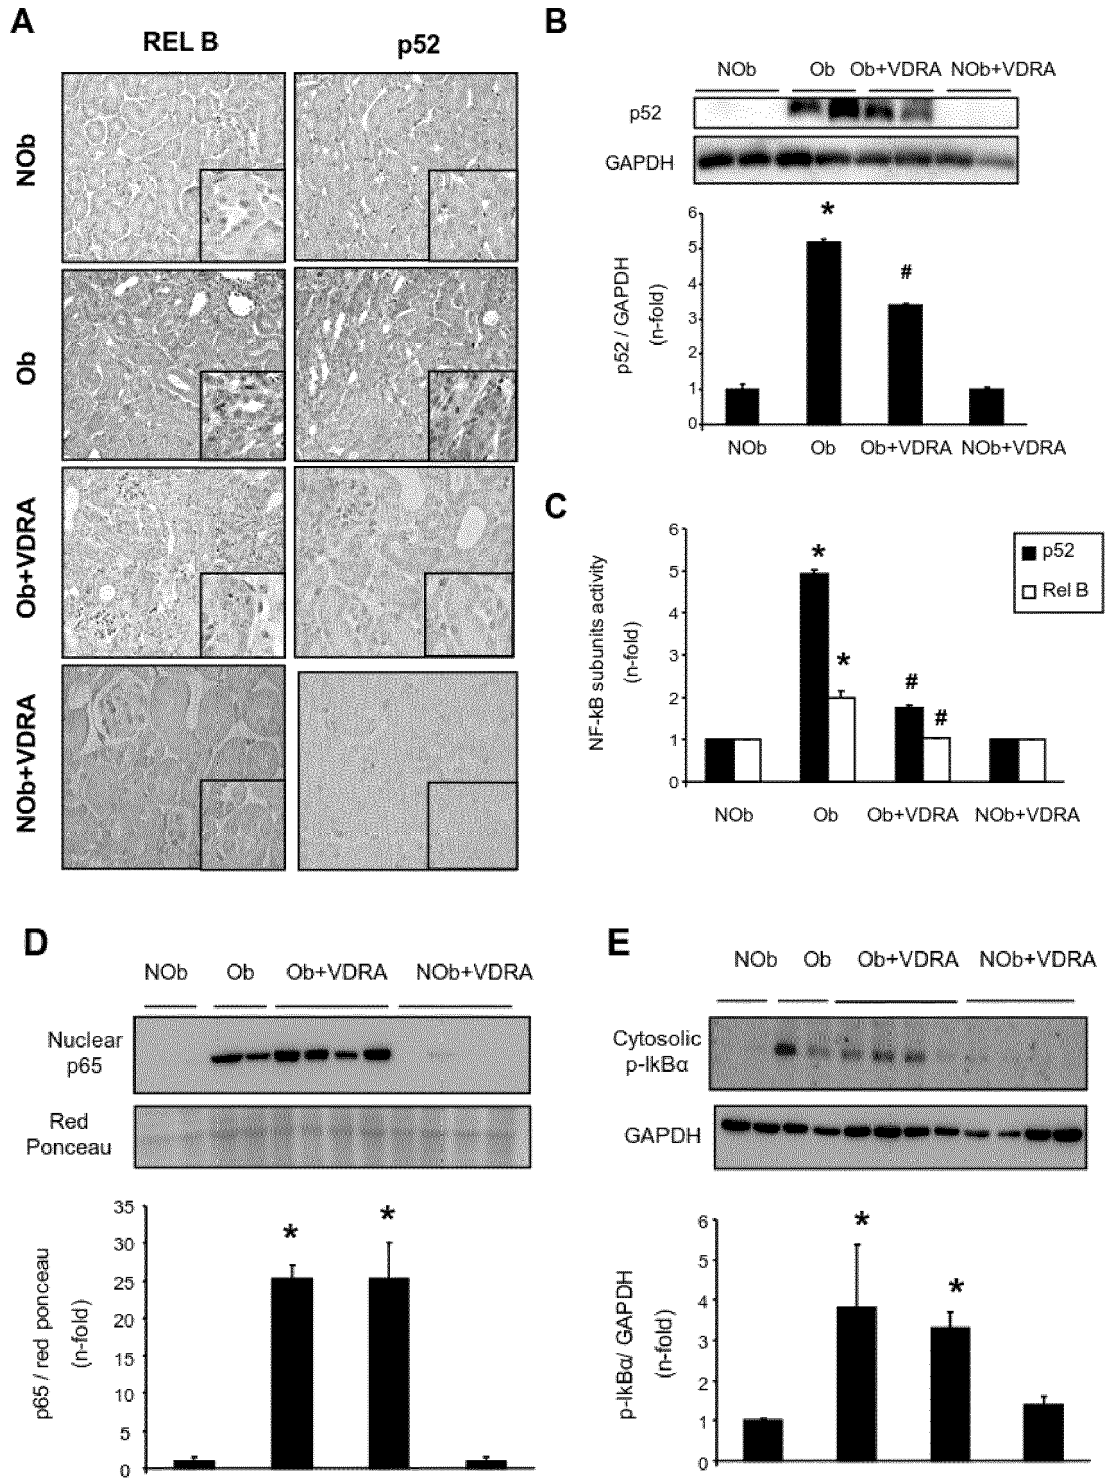 A
REL B
p52
NOb
Ob
Ob+VDRA
NOb+VDRA
B
NOb Ob Ob+VDRA NOb+VDRA
p52
GAPDH
p52 / GAPDH
(n-fold)
6
5
4
3
2
1
0
*
#
NOb Ob Ob+VDRA NOb+VDRA
C
NF-kB subunits activity
(n-fold)
6
5
4
3
2
1
0
*
*
#
#
p52
Rel B
NOb Ob Ob+VDRA NOb+VDRA
D
NOb Ob Ob+VDRA NOb+VDRA
Nuclear
p65
Red
Ponceau
p65 / red ponceau
(n-fold)
35
30
25
20
15
10
5
0
*
*
E
NOb Ob Ob+VDRA NOb+VDRA
Cytosolic
p-IkBα
GAPDH
p-IkBα/ GAPDH
(n-fold)
6
5
4
3
2
1
0
*
*